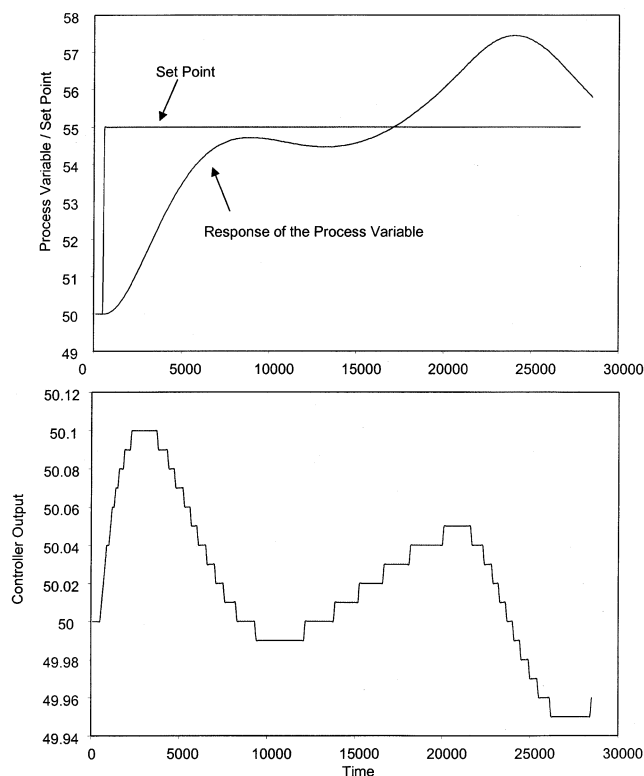 58
57
56
55
54
53
52
51
50
49
Process Variable / Set Point
Set Point
Response of the Process Variable
0 5000 10000 15000 20000 25000 30000
50.12
50.1
50.08
50.06
50.04
50.02
50
49.98
49.96
49.94
Controller Output
0 5000 10000 15000 20000 25000 30000
Time